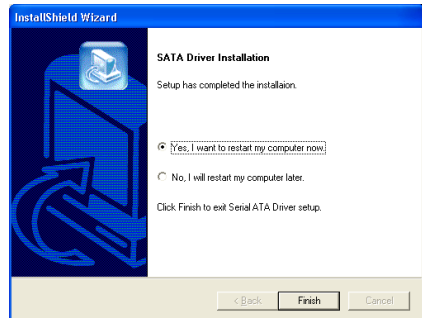 InstallShield Wizard
SATA Driver Installation
Setup has completed the installaion.
Yes, I want to restart my computer now.
No, I will restart my computer later.
Click Finish to exit Serial ATA Driver setup.
< Back Finish Cancel